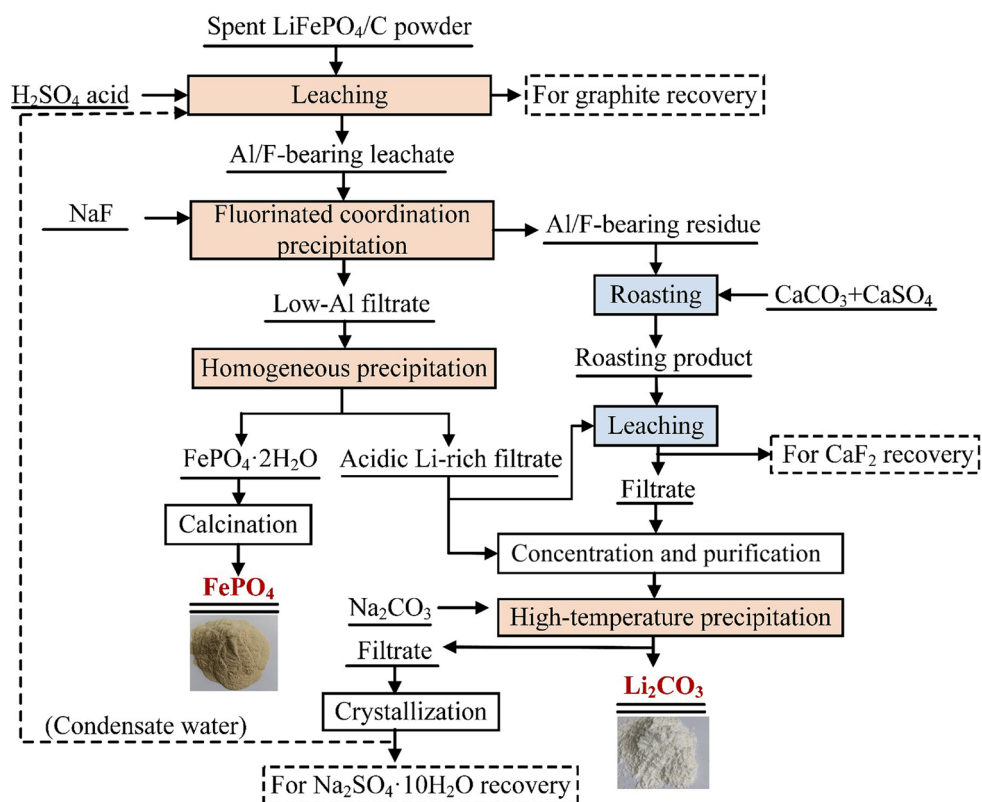 Spent LiFePO₄/C powder
H₂SO₄ acid
Leaching
For graphite recovery
Al/F-bearing leachate
NaF
Fluorinated coordination
precipitation
Al/F-bearing residue
Roasting
CaCO₃+CaSO₄
Low-Al filtrate
Roasting product
Homogeneous precipitation
Leaching
FePO₄·2H₂O
Acidic Li-rich filtrate
For CaF₂ recovery
Filtrate
Calcination
Concentration and purification
FePO₄
Na₂CO₃
High-temperature precipitation
Filtrate
Li₂CO₃
Crystallization
(Condensate water)
For Na₂SO₄·10H₂O recovery